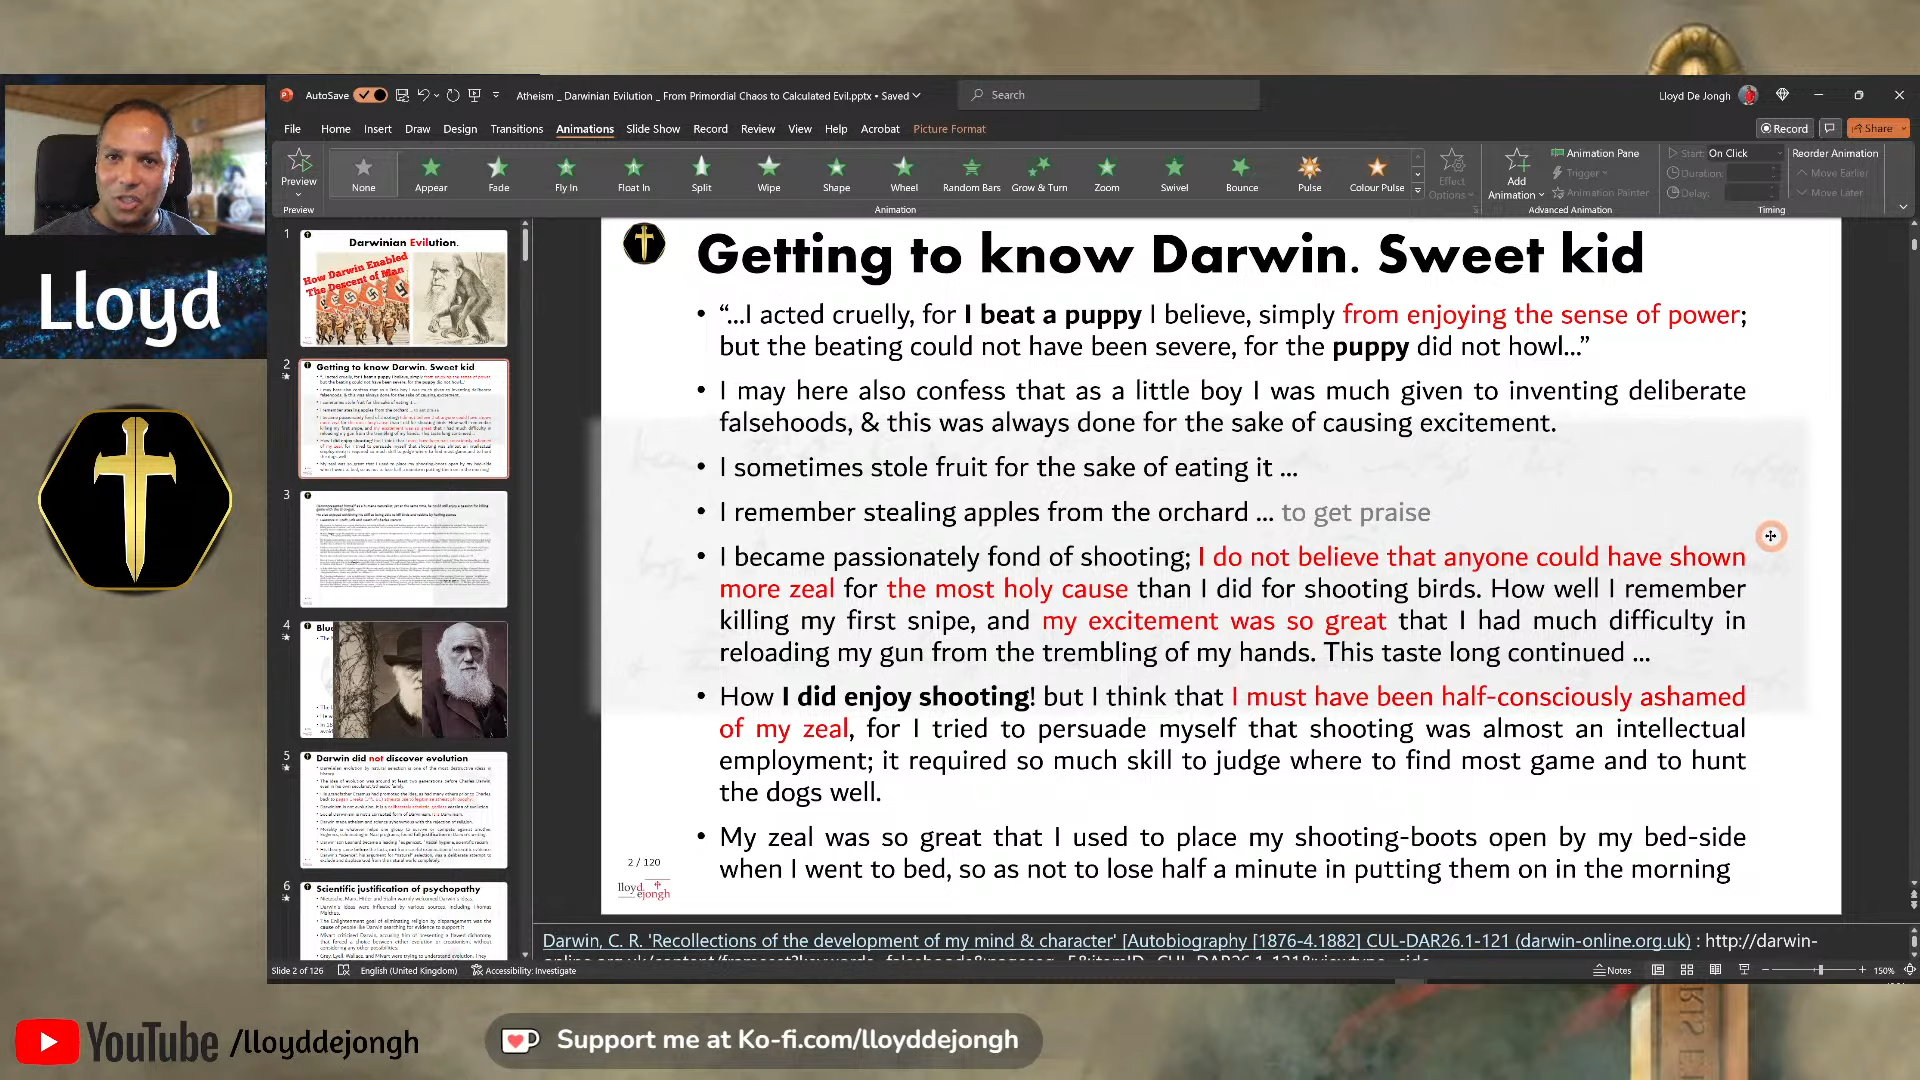 AutoSave
Atheism _ Darwinian Evilution _ From Primordial Chaos to Calculated Evil.pptx • Saved
Search
Lloyd De Jongh
File Home Insert Draw Design Transitions Animations Slide Show Record Review View Help Acrobat Picture Format
Record
Share
Preview
None
Appear
Fade
Fly In
Float In
Split
Wipe
Shape
Wheel
Random Bars
Grow & Turn
Zoom
Swivel
Bounce
Pulse
Colour Pulse
Effect
Options
Add
Animation
Animation Pane
Trigger
Animation Painter
Start: On Click
Duration:
Delay:
Reorder Animation
Move Earlier
Move Later
Preview
Animation
Advanced Animation
Timing
Lloyd
1
Darwinian Evilution.
How Darwin Enabled
The Descent of Man
2
Getting to know Darwin. Sweet kid
3
4
5
Darwin did not discover evolution
6
Scientific justification of psychopathy
Getting to know Darwin. Sweet kid
• “...I acted cruelly, for I beat a puppy I believe, simply from enjoying the sense of power;
but the beating could not have been severe, for the puppy did not howl...”
• I may here also confess that as a little boy I was much given to inventing deliberate
falsehoods, & this was always done for the sake of causing excitement.
• I sometimes stole fruit for the sake of eating it ...
• I remember stealing apples from the orchard ... to get praise
• I became passionately fond of shooting; I do not believe that anyone could have shown
more zeal for the most holy cause than I did for shooting birds. How well I remember
killing my first snipe, and my excitement was so great that I had much difficulty in
reloading my gun from the trembling of my hands. This taste long continued ...
• How I did enjoy shooting! but I think that I must have been half-consciously ashamed
of my zeal, for I tried to persuade myself that shooting was almost an intellectual
employment; it required so much skill to judge where to find most game and to hunt
the dogs well.
• My zeal was so great that I used to place my shooting-boots open by my bed-side
when I went to bed, so as not to lose half a minute in putting them on in the morning
2 / 120
lloyd
dejongh
Darwin, C. R. 'Recollections of the development of my mind & character' [Autobiography [1876-4.1882] CUL-DAR26.1-121 (darwin-online.org.uk) : http://darwin-
Slide 2 of 126
English (United Kingdom)
Accessibility: Investigate
Notes
150%
YouTube /lloyddejongh
Support me at Ko-fi.com/lloyddejongh